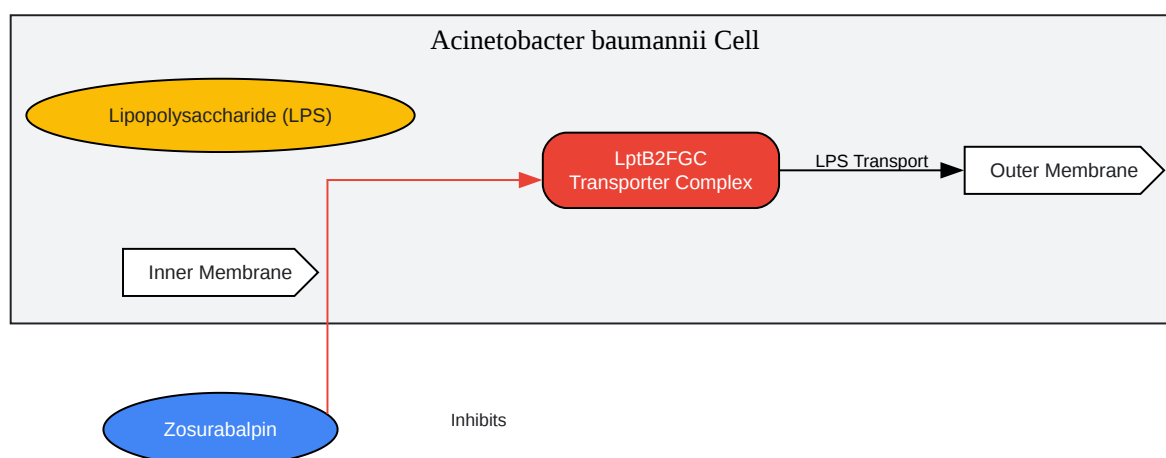 Acinetobacter baumannii Cell
Lipopolysaccharide (LPS)
LptB2FGC
Transporter Complex
LPS Transport
Outer Membrane
Inner Membrane
Zosurabalpin
Inhibits